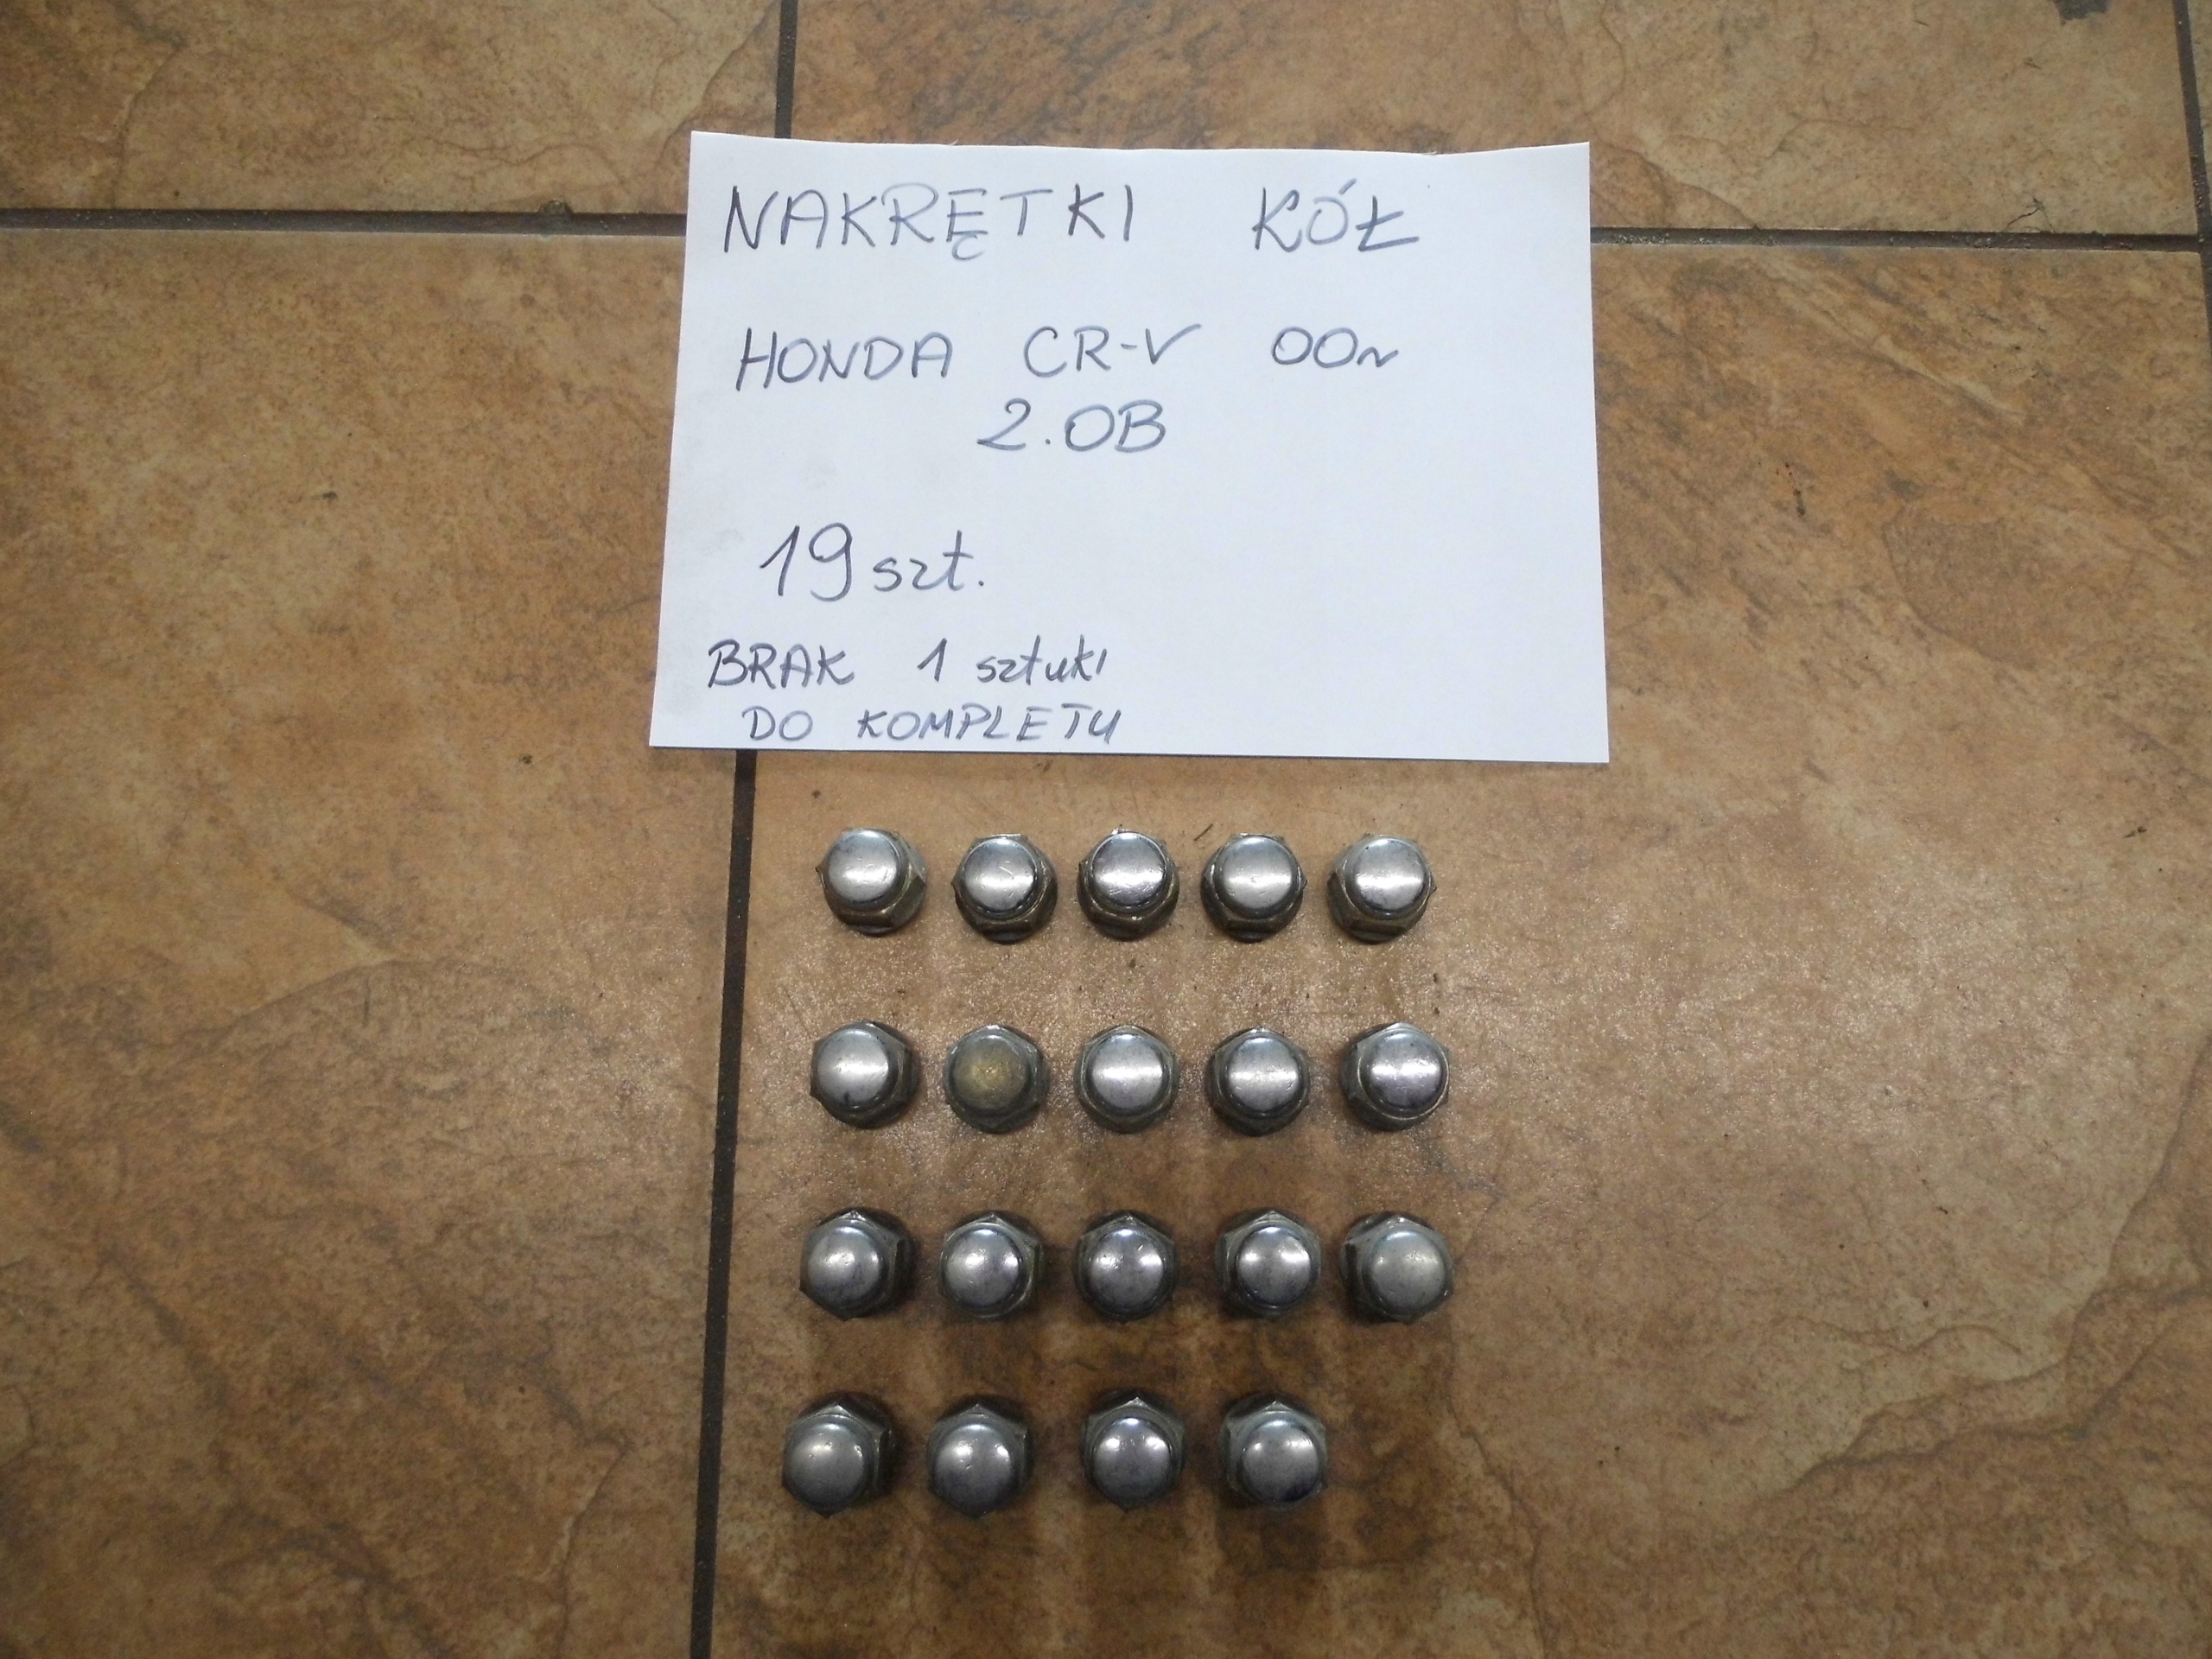 NAKRĘTKI KÓŁ
HONDA CR-V 00r
2.0B
19 szt.
BRAK 1 sztuki
DO KOMPLETU